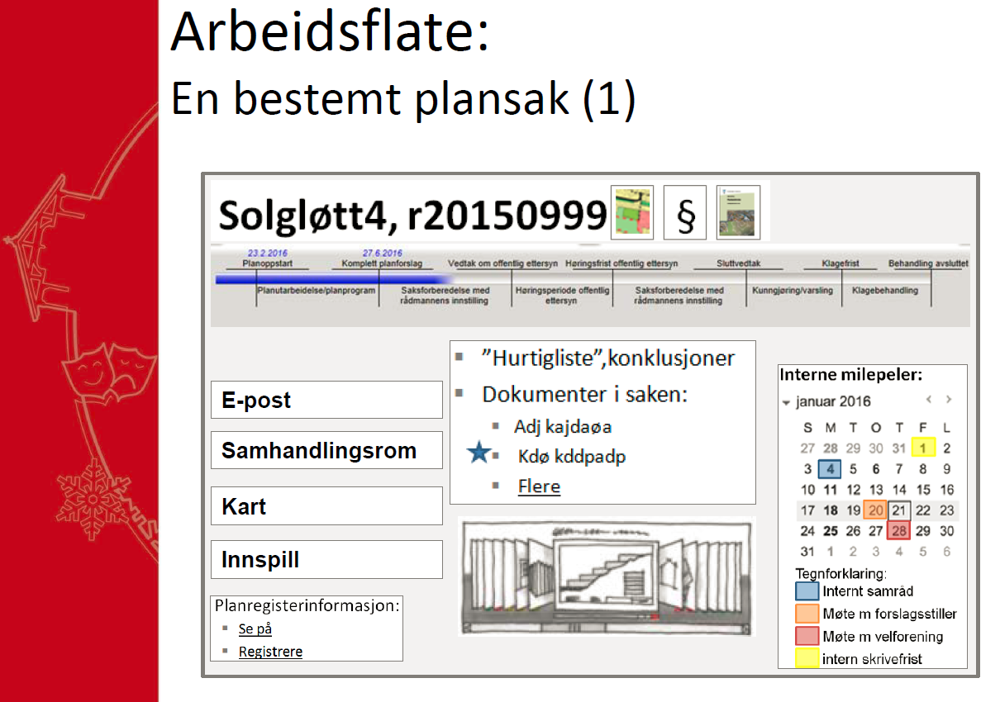 Arbeidsflate:
En bestemt plansak (1)
Solgløtt4, r20150999
§
23.2.2016 27.6.2016
Planoppstart Komplett planforslag Vedtak om offentlig ettersyn Høringsfrist offentlig ettersyn Sluttvedtak Klagefrist Behandling avsluttet
Planutarbeidelse/planprogram Saksforberedelse med Høringsperiode offentlig Saksforberedelse med Kunngjøring/varsling Klagebehandling
rådmannens innstilling ettersyn rådmannens innstilling
E-post
Samhandlingsrom
Kart
Innspill
Planregisterinformasjon:
Se på
Registrere
”Hurtigliste”,konklusjoner
Dokumenter i saken:
Adj kajdaøa
Kdø kddpadp
Flere
Interne milepeler:
januar 2016
S M T O T F L
27 28 29 30 31 1 2
3 4 5 6 7 8 9
10 11 12 13 14 15 16
17 18 19 20 21 22 23
24 25 26 27 28 29 30
31 1 2 3 4 5 6
Tegnforklaring:
Internt samråd
Møte m forslagsstiller
Møte m velforening
intern skrivefrist